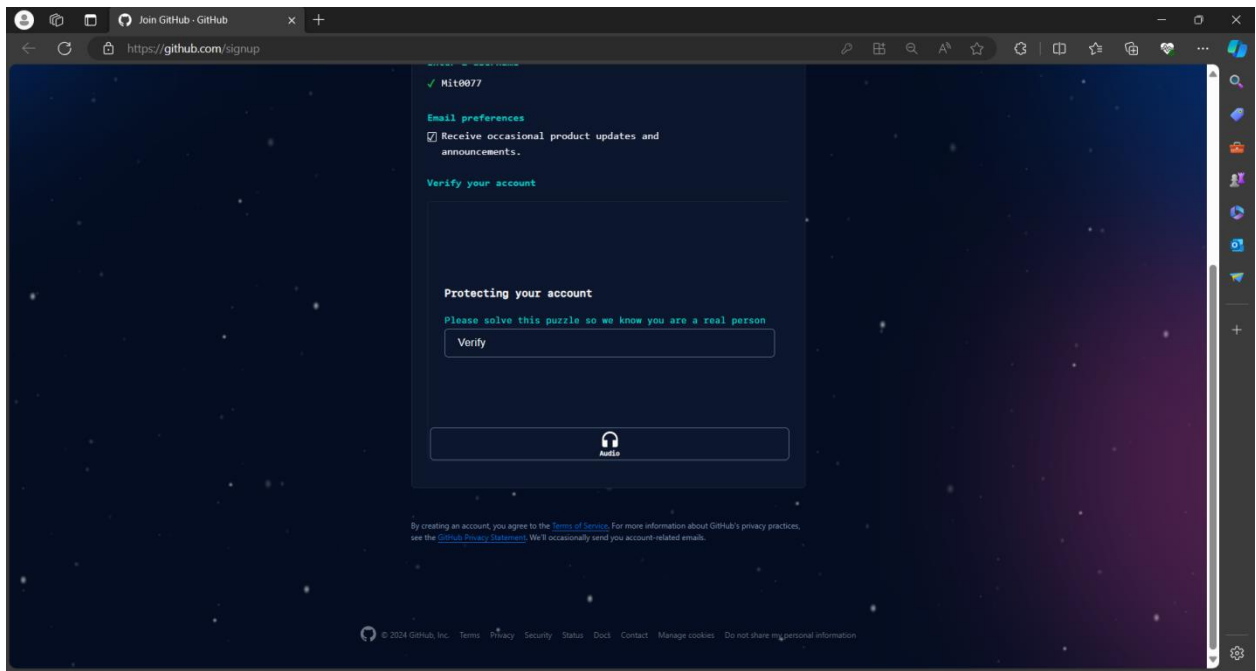 Join GitHub · GitHub
https://github.com/signup
✓ Mit0077
Email preferences
Receive occasional product updates and
announcements.
Verify your account
Protecting your account
Please solve this puzzle so we know you are a real person
Verify
Audio
By creating an account, you agree to the Terms of Service. For more information about GitHub's privacy practices,
see the GitHub Privacy Statement. We'll occasionally send you account-related emails.
© 2024 GitHub, Inc. Terms Privacy Security Status Docs Contact Manage cookies Do not share my personal information